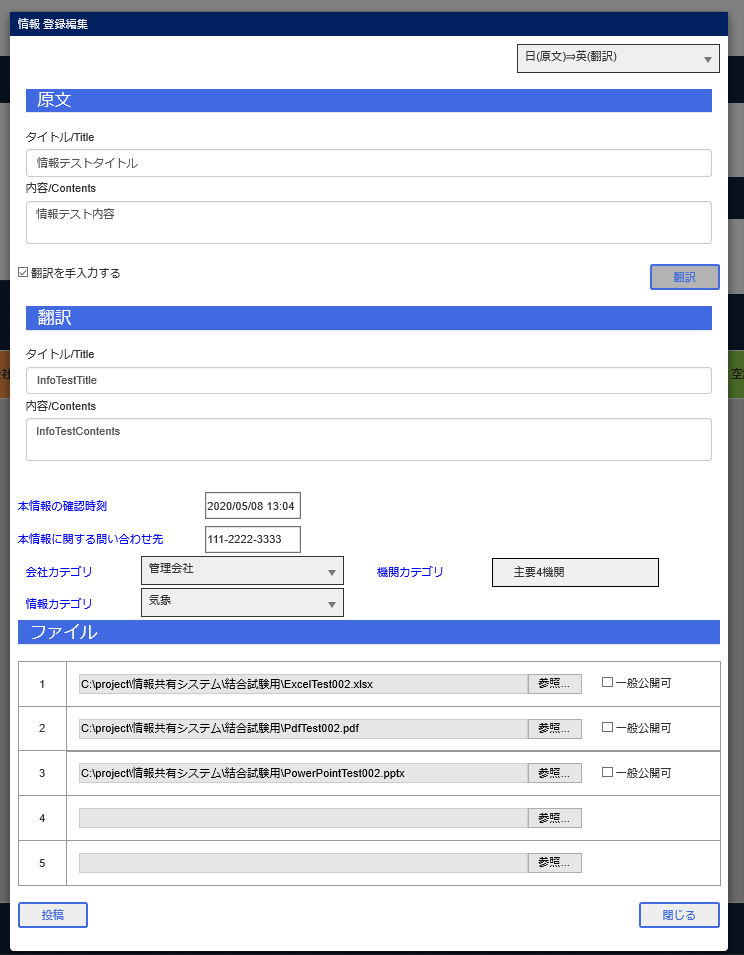 情報 登録編集
日(原文)⇒英(翻訳)
原文
タイトル/Title
情報テストタイトル
内容/Contents
情報テスト内容
翻訳を手入力する
翻訳
翻訳
タイトル/Title
InfoTestTitle
内容/Contents
InfoTestContents
本情報の確認時刻 2020/05/08 13:04
本情報に関する問い合わせ先 111-2222-3333
会社カテゴリ 管理会社 機関カテゴリ 主要4機関
情報カテゴリ 気象
ファイル
1 C:\project\情報共有システム\結合試験用\ExcelTest002.xlsx 参照... 一般公開可
2 C:\project\情報共有システム\結合試験用\PdfTest002.pdf 参照... 一般公開可
3 C:\project\情報共有システム\結合試験用\PowerPointTest002.pptx 参照... 一般公開可
4 参照...
5 参照...
投稿 閉じる